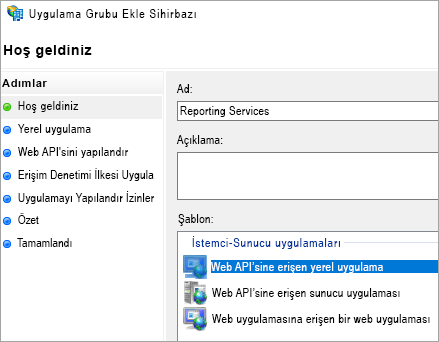 Uygulama Grubu Ekle Sihirbazı
Hoş geldiniz
Adımlar
Hoş geldiniz
Yerel uygulama
Web API'sini yapılandır
Erişim Denetimi İlkesi Uygula
Uygulamayı Yapılandır İzinler
Özet
Tamamlandı
Ad:
Reporting Services
Açıklama:
Şablon:
İstemci-Sunucu uygulamaları
Web API'sine erişen yerel uygulama
Web API'sine erişen sunucu uygulaması
Web uygulamasına erişen bir web uygulaması